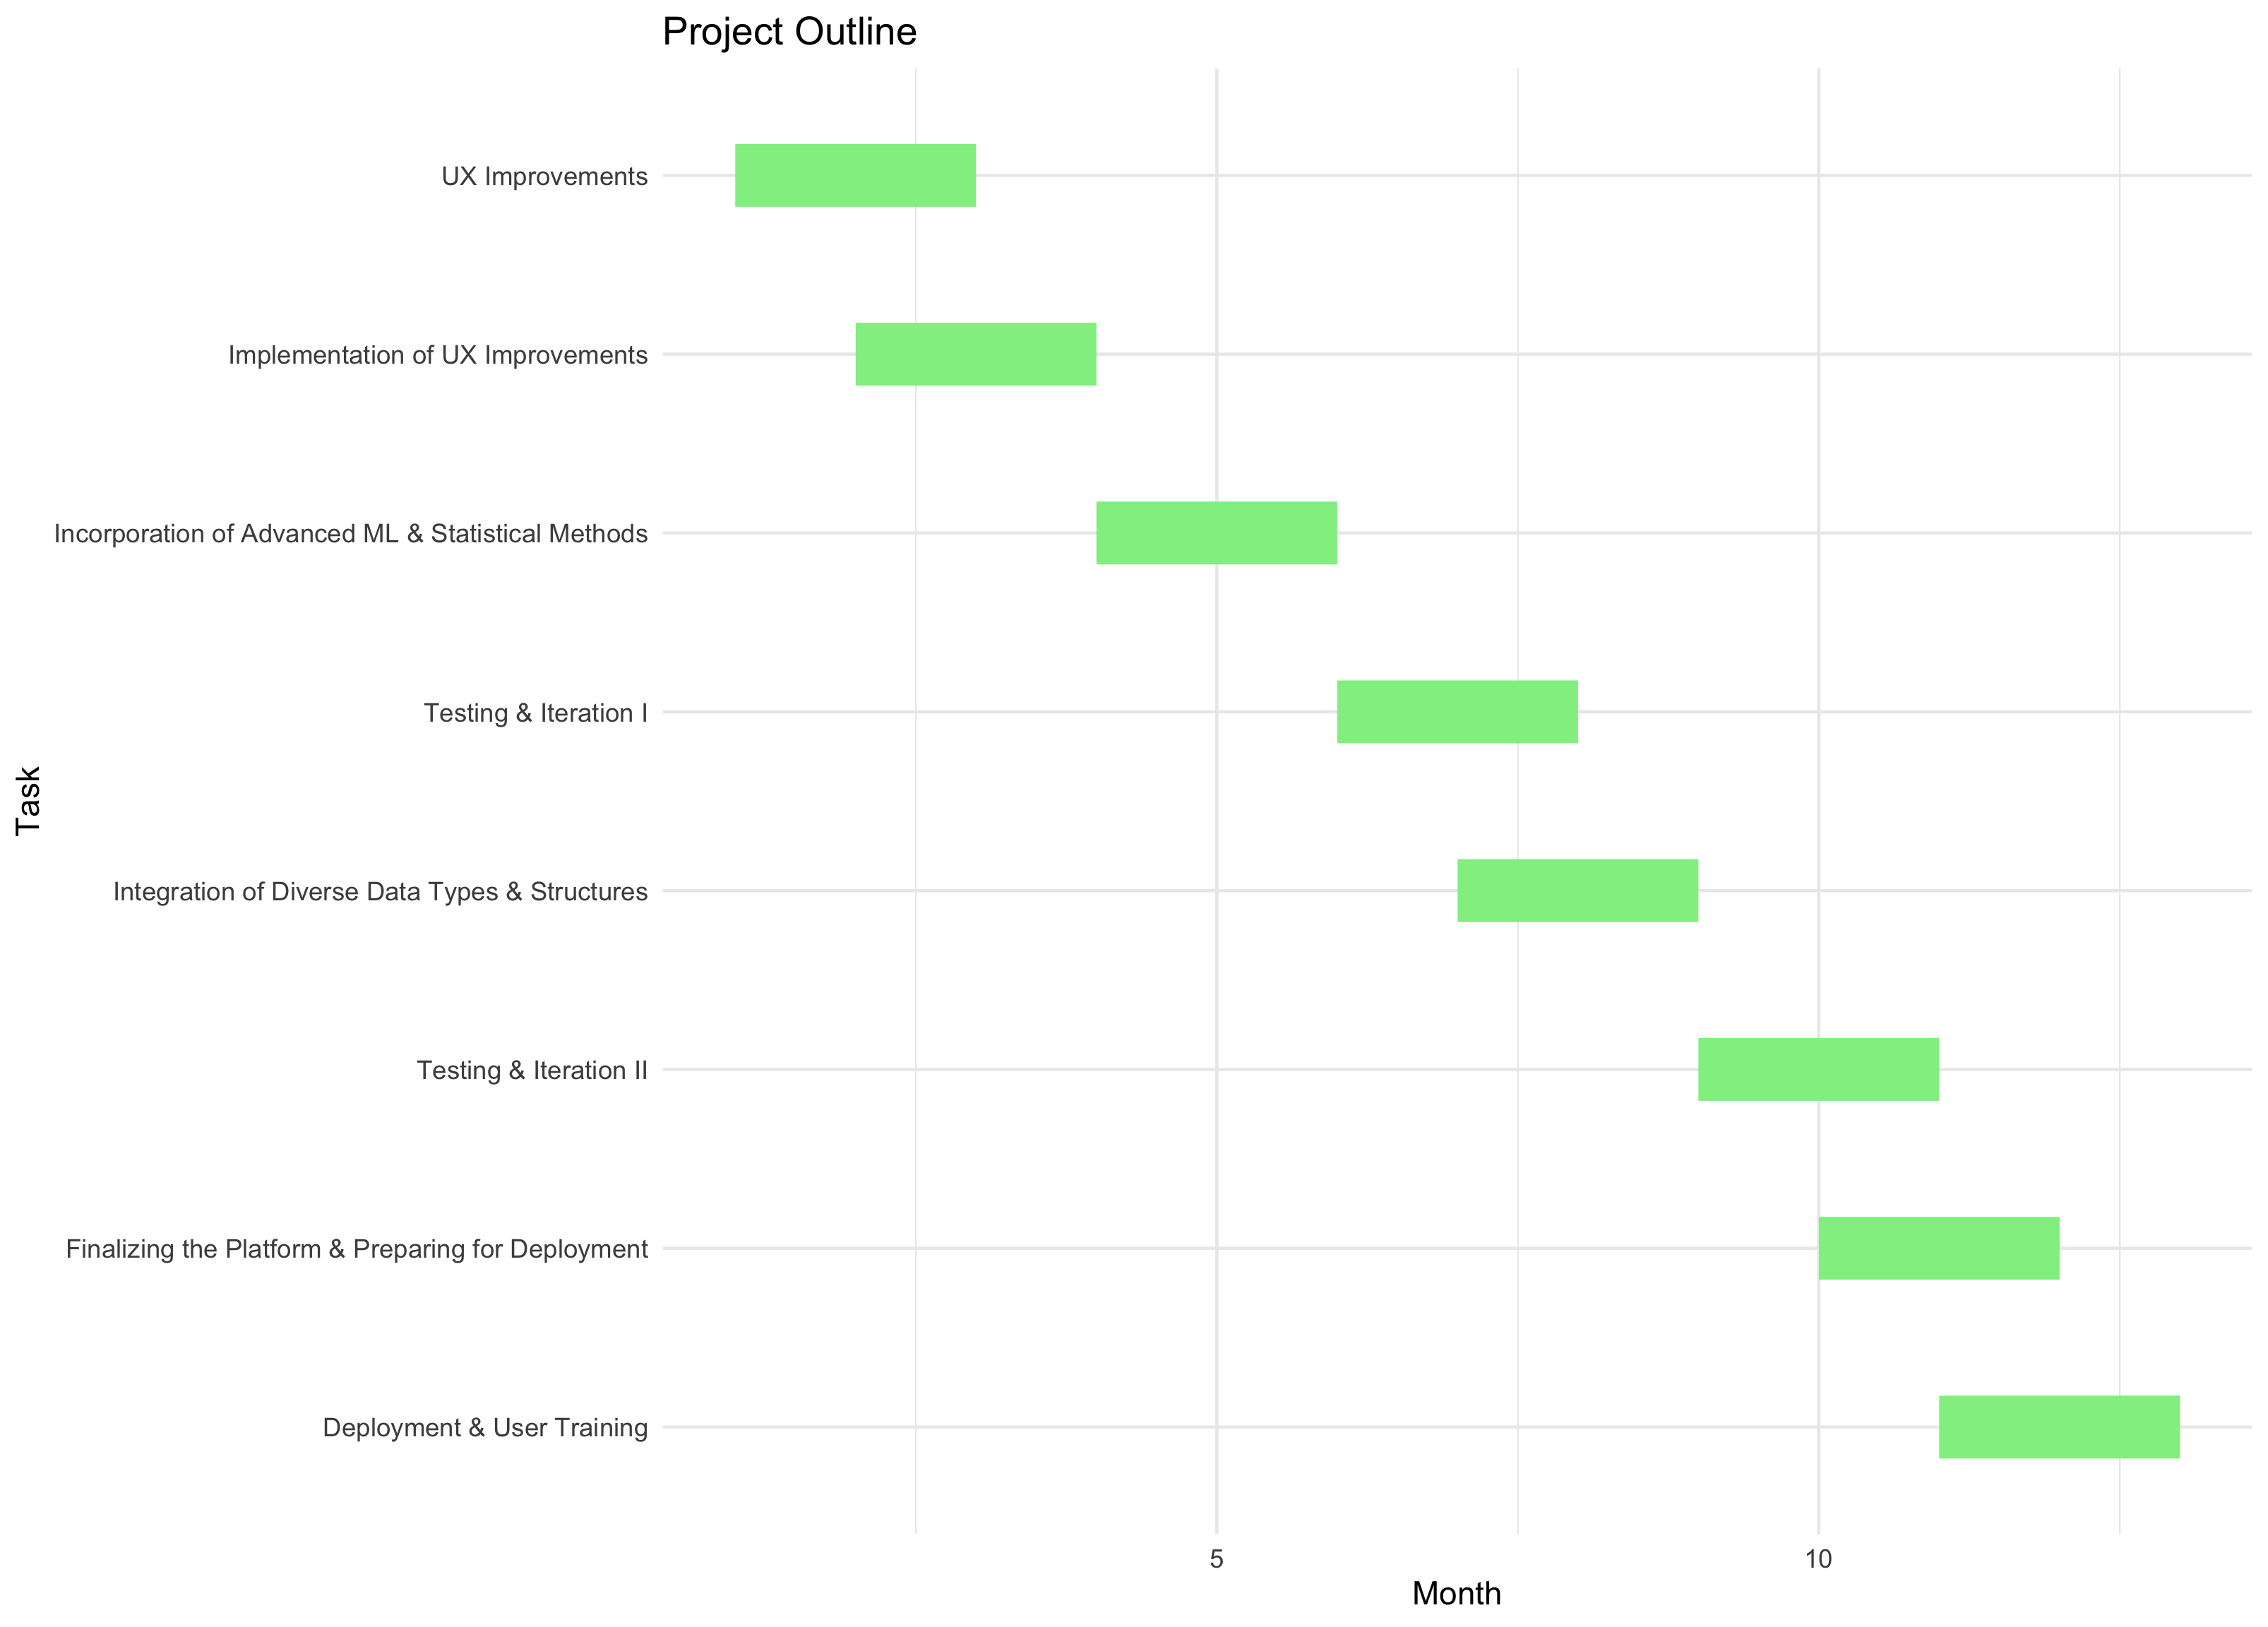 Project Outline
UX Improvements
Implementation of UX Improvements
Incorporation of Advanced ML & Statistical Methods
Testing & Iteration I
Task
Integration of Diverse Data Types & Structures
Testing & Iteration II
Finalizing the Platform & Preparing for Deployment
Deployment & User Training
5 10
Month